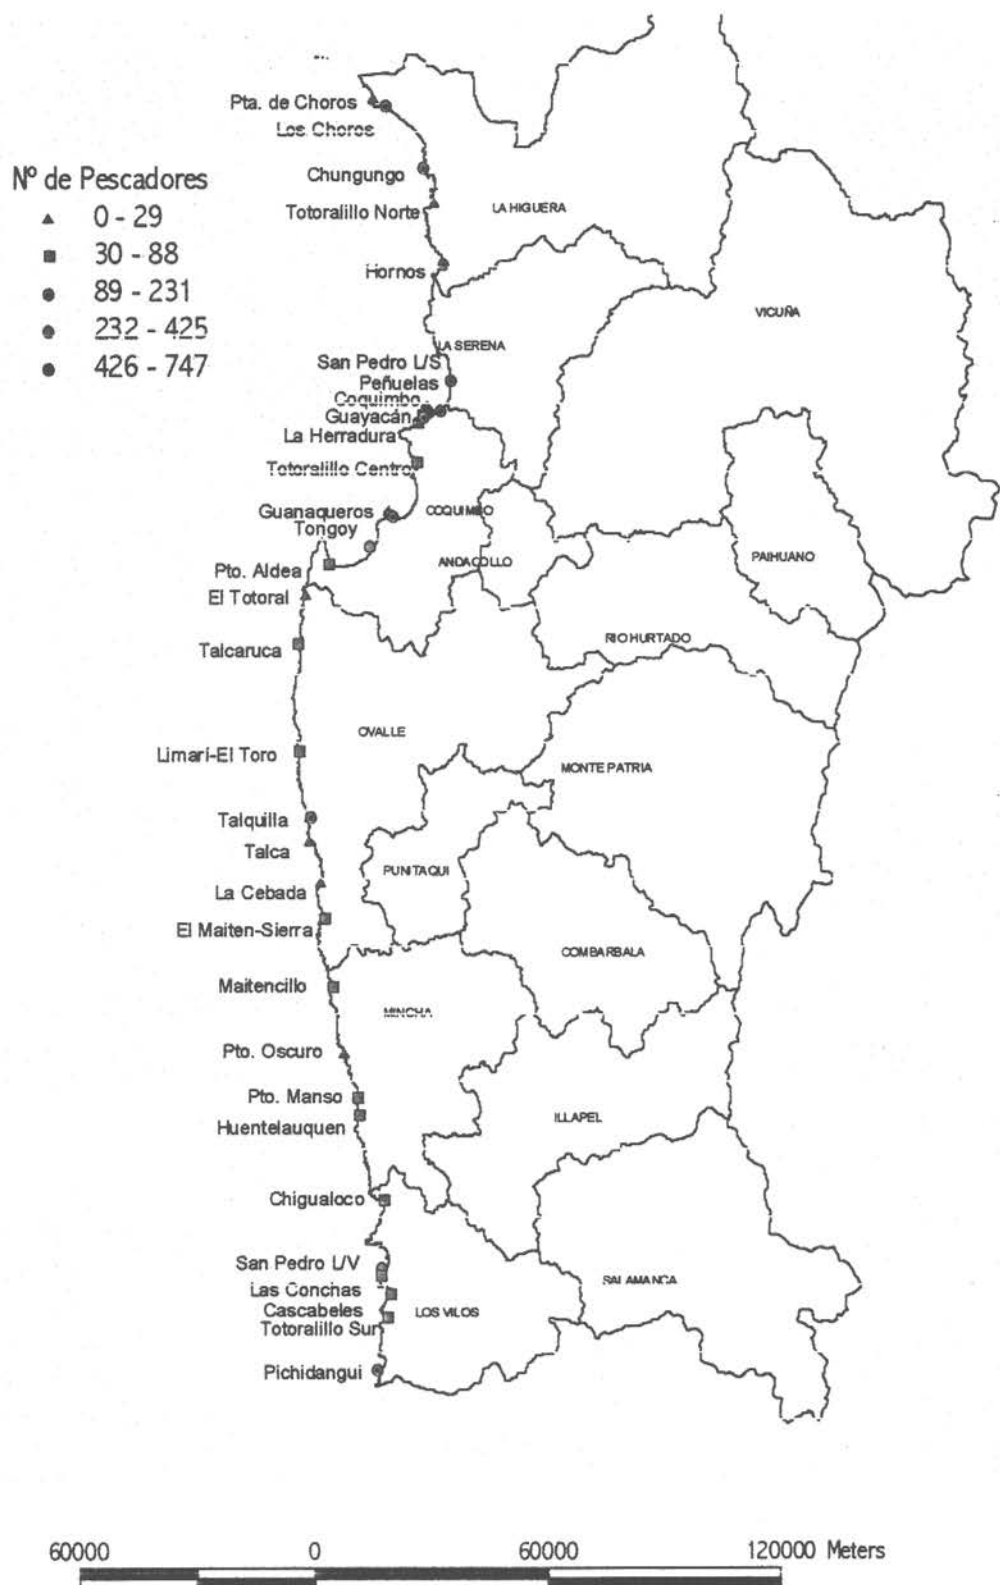 Pta. de Choros
Los Choros
Chungungo
Totoralillo Norte
Hornos
Nº de Pescadores
0 - 29
30 - 88
89 - 231
232 - 425
426 - 747
LA HIGUERA
VICUÑA
LA SERENA
San Pedro L/S
Peñuelas
Coquimbo
Guayacán
La Herradura
Totoralillo Centro
Guanaqueros
Tongoy
COQUIMBO
ANDACOLLO
PAIHUANO
Pto. Aldea
El Totoral
Talcaruca
RIO HURTADO
OVALLE
Limarí-El Toro
MONTE PATRIA
Talquilla
Talca
PUNITAQUI
La Cebada
El Maiten-Sierra
COMBARBALA
Maitencillo
MINCHA
Pto. Oscuro
Pto. Manso
Huentelauquen
ILLAPEL
Chigualoco
San Pedro L/V
Las Conchas
Cascabeles
Totoralillo Sur
LOS VILOS
SALAMANCA
Pichidangui
60000 0 60000 120000 Meters